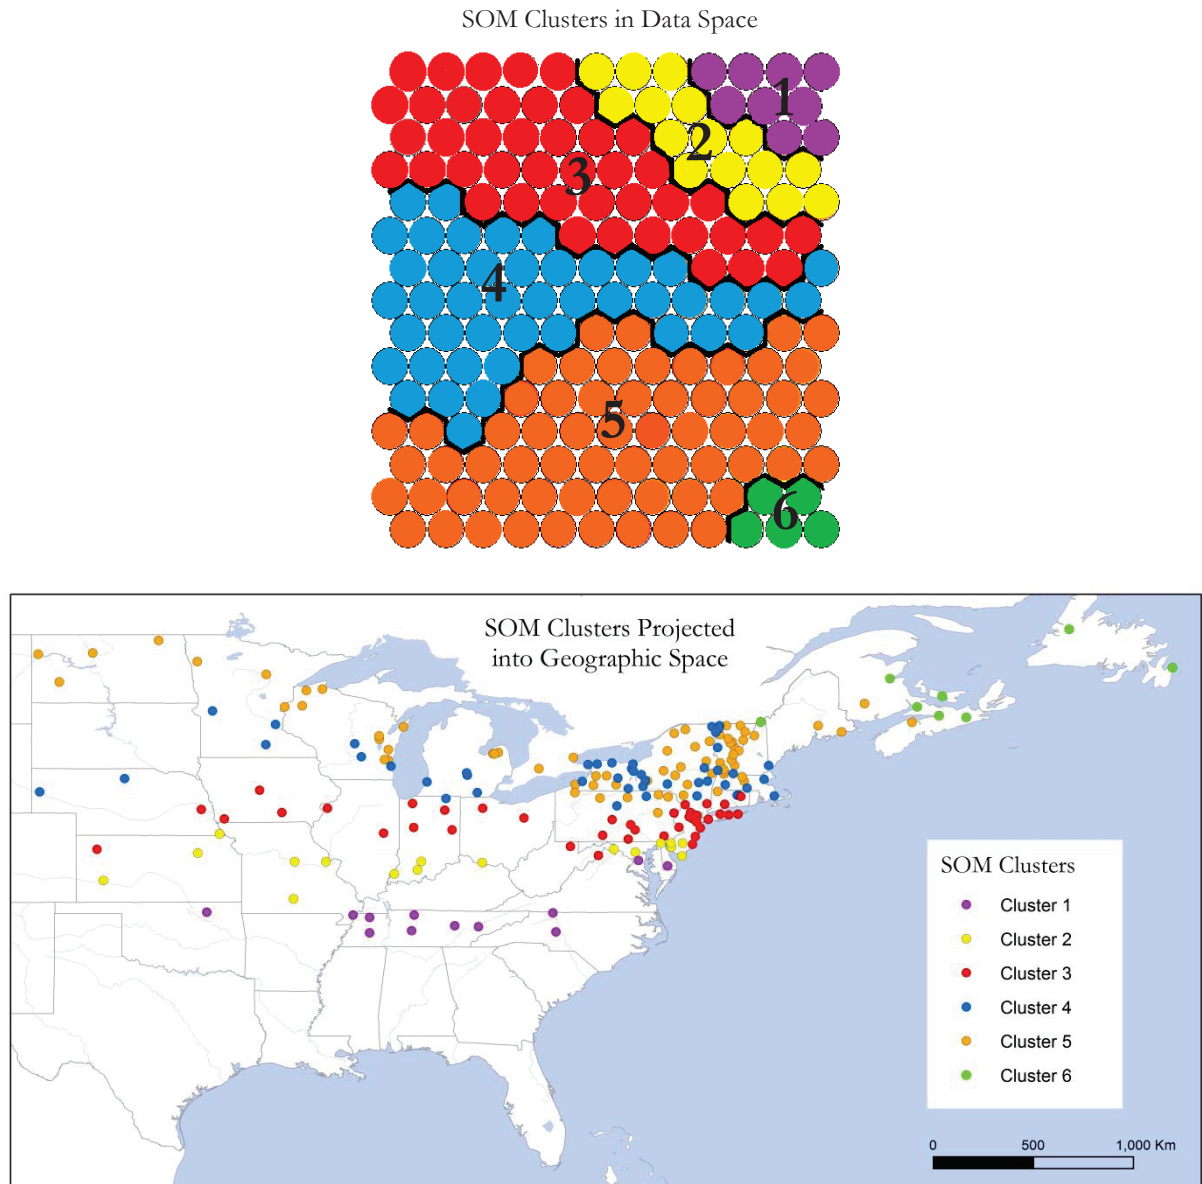 SOM Clusters in Data Space
1
2
3
4
5
6
SOM Clusters Projected
into Geographic Space
SOM Clusters
Cluster 1
Cluster 2
Cluster 3
Cluster 4
Cluster 5
Cluster 6
0 500 1,000 Km